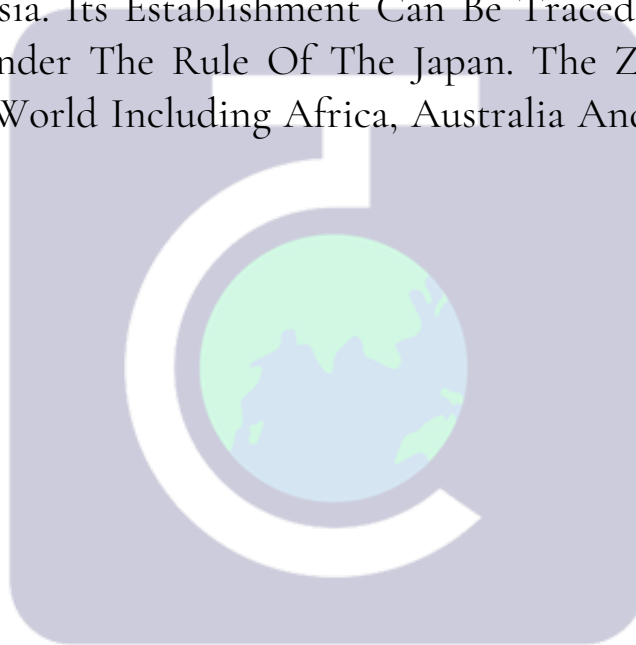 sia. Its Establishment Can Be Traced
nder The Rule Of The Japan. The Z
World Including Africa, Australia And